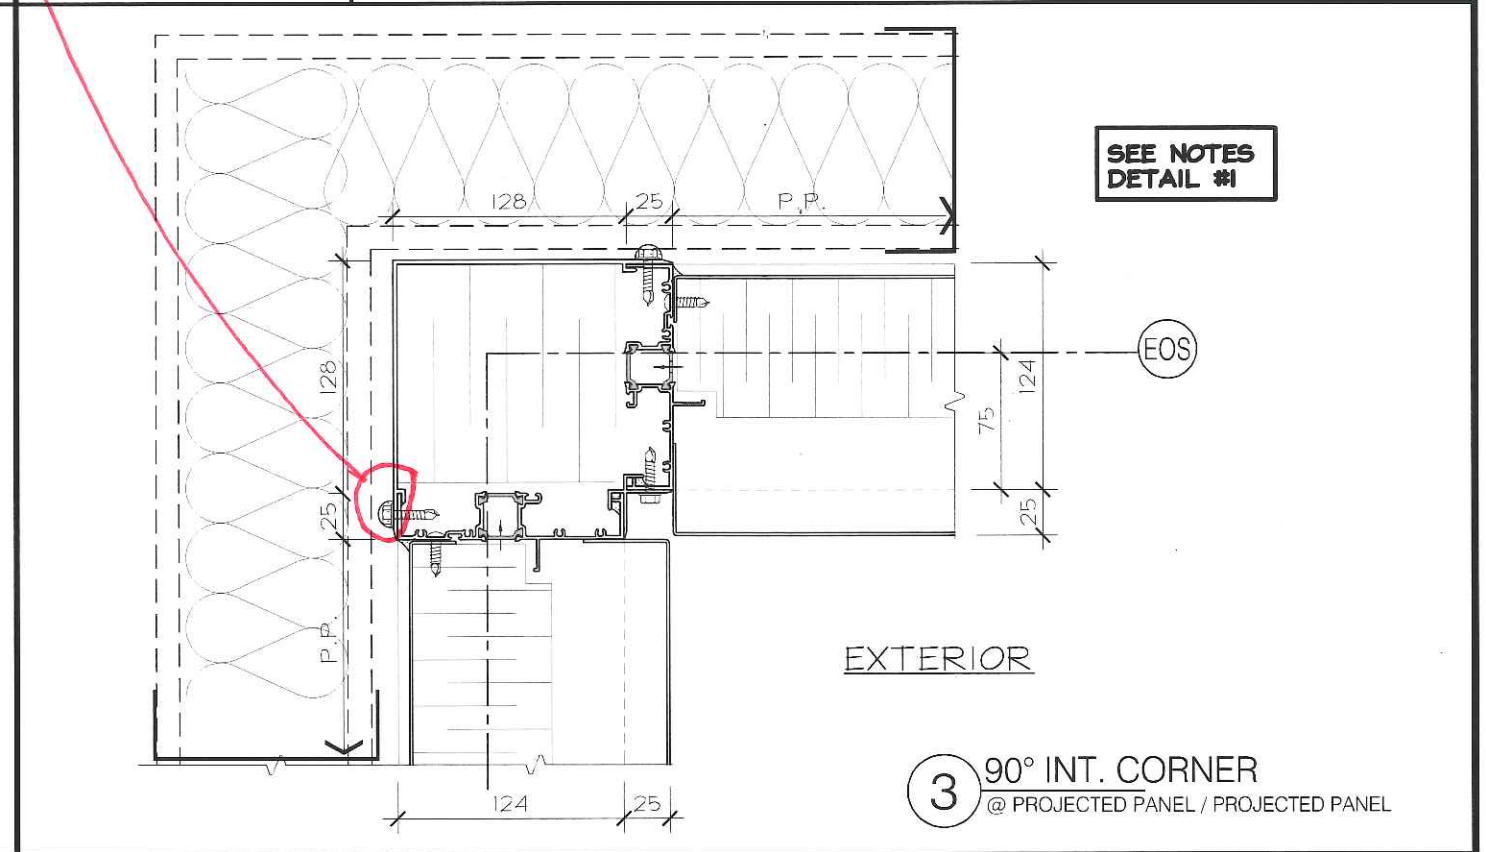 128
25
P.P.
SEE NOTES
DETAIL #1
128
25
P.P.
124
75
25
EOS
EXTERIOR
124
25
3
90° INT. CORNER
@ PROJECTED PANEL / PROJECTED PANEL